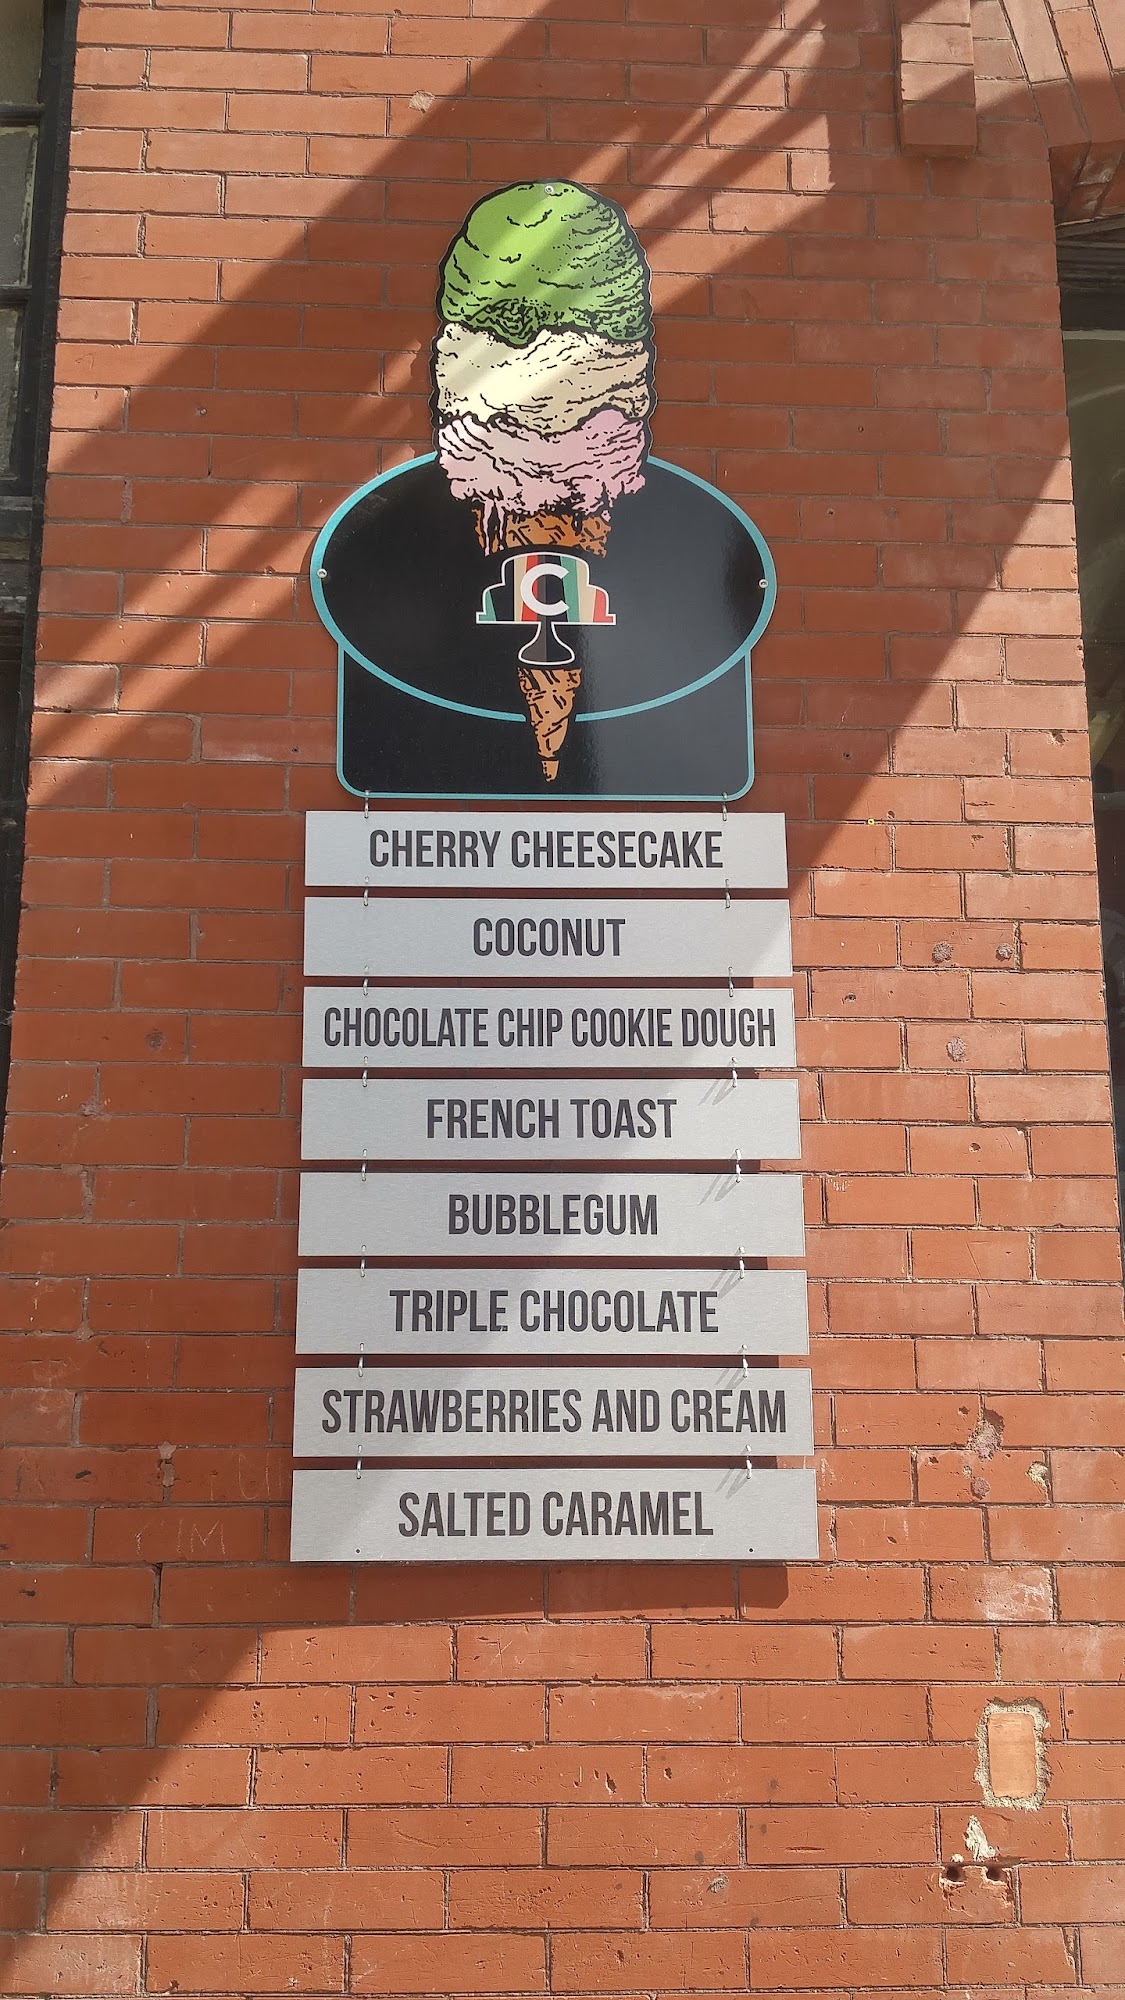 C
CHERRY CHEESECAKE
COCONUT
CHOCOLATE CHIP COOKIE DOUGH
FRENCH TOAST
BUBBLEGUM
TRIPLE CHOCOLATE
STRAWBERRIES AND CREAM
SALTED CARAMEL